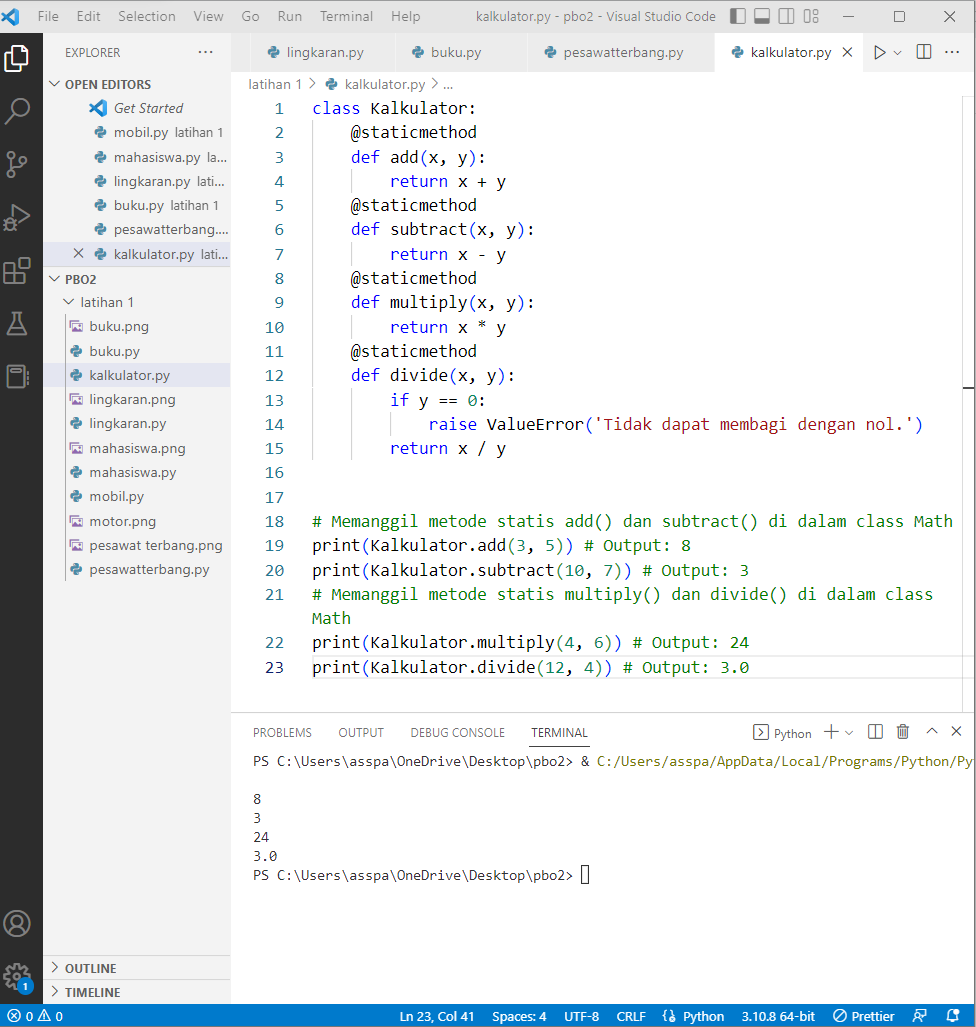 File Edit Selection View Go Run Terminal Help kalkulator.py - pbo2 - Visual Studio Code
EXPLORER ...
lingkaran.py buku.py pesawatterbang.py kalkulator.py
OPEN EDITORS
Get Started
mobil.py latihan 1
mahasiswa.py la...
lingkaran.py lati...
buku.py latihan 1
pesawatterbang....
kalkulator.py lati...
PBO2
latihan 1
buku.png
buku.py
kalkulator.py
lingkaran.png
lingkaran.py
mahasiswa.png
mahasiswa.py
mobil.py
motor.png
pesawat terbang.png
pesawatterbang.py
OUTLINE
TIMELINE
latihan 1 > kalkulator.py > ...
1 class Kalkulator:
2     @staticmethod
3     def add(x, y):
4         return x + y
5     @staticmethod
6     def subtract(x, y):
7         return x - y
8     @staticmethod
9     def multiply(x, y):
10         return x * y
11     @staticmethod
12     def divide(x, y):
13         if y == 0:
14             raise ValueError('Tidak dapat membagi dengan nol.')
15         return x / y
16
17
18 # Memanggil metode statis add() dan subtract() di dalam class Math
19 print(Kalkulator.add(3, 5)) # Output: 8
20 print(Kalkulator.subtract(10, 7)) # Output: 3
21 # Memanggil metode statis multiply() dan divide() di dalam class
Math
22 print(Kalkulator.multiply(4, 6)) # Output: 24
23 print(Kalkulator.divide(12, 4)) # Output: 3.0
PROBLEMS OUTPUT DEBUG CONSOLE TERMINAL Python
PS C:\Users\asspa\OneDrive\Desktop\pbo2> & C:/Users/asspa/AppData/Local/Programs/Python/Py
8
3
24
3.0
PS C:\Users\asspa\OneDrive\Desktop\pbo2>
1
0 0 Ln 23, Col 41 Spaces: 4 UTF-8 CRLF Python 3.10.8 64-bit Prettier